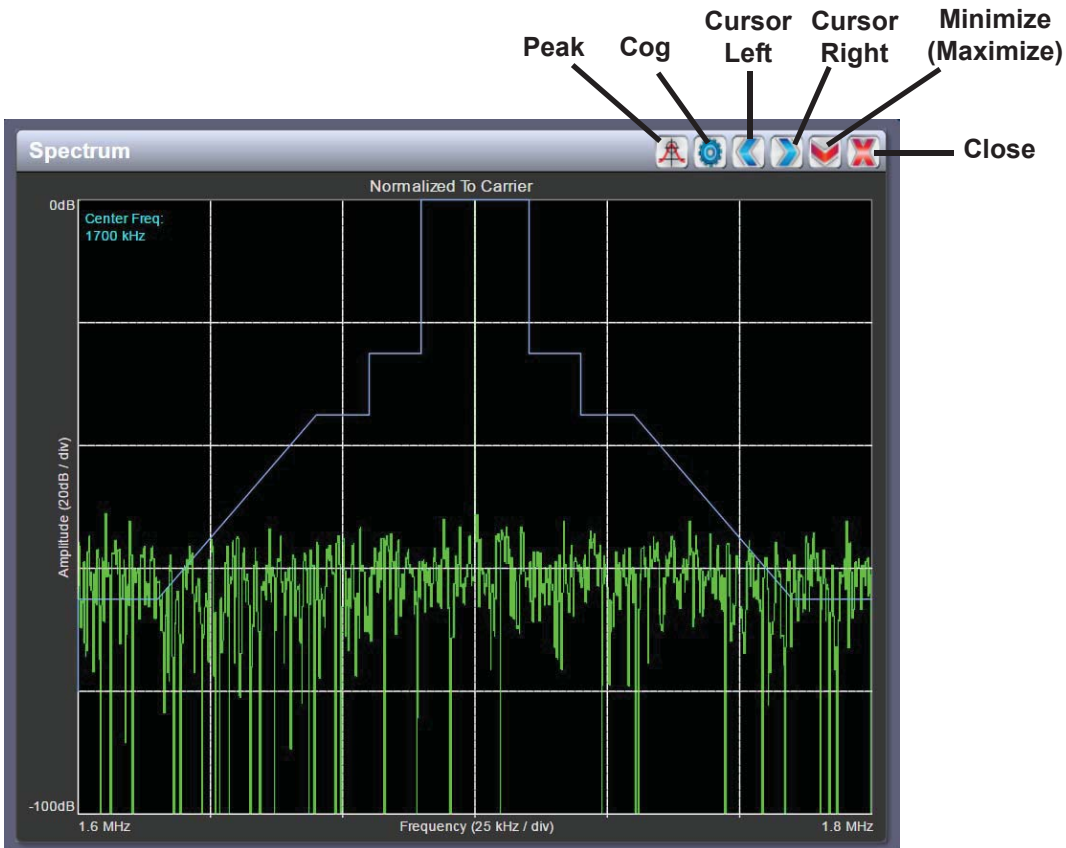 Peak
Cog
Cursor
Left
Cursor
Right
Minimize
(Maximize)
Close
Spectrum
Normalized To Carrier
0dB
Center Freq:
1700 kHz
Amplitude (20dB / div)
-100dB
1.6 MHz
Frequency (25 kHz / div)
1.8 MHz